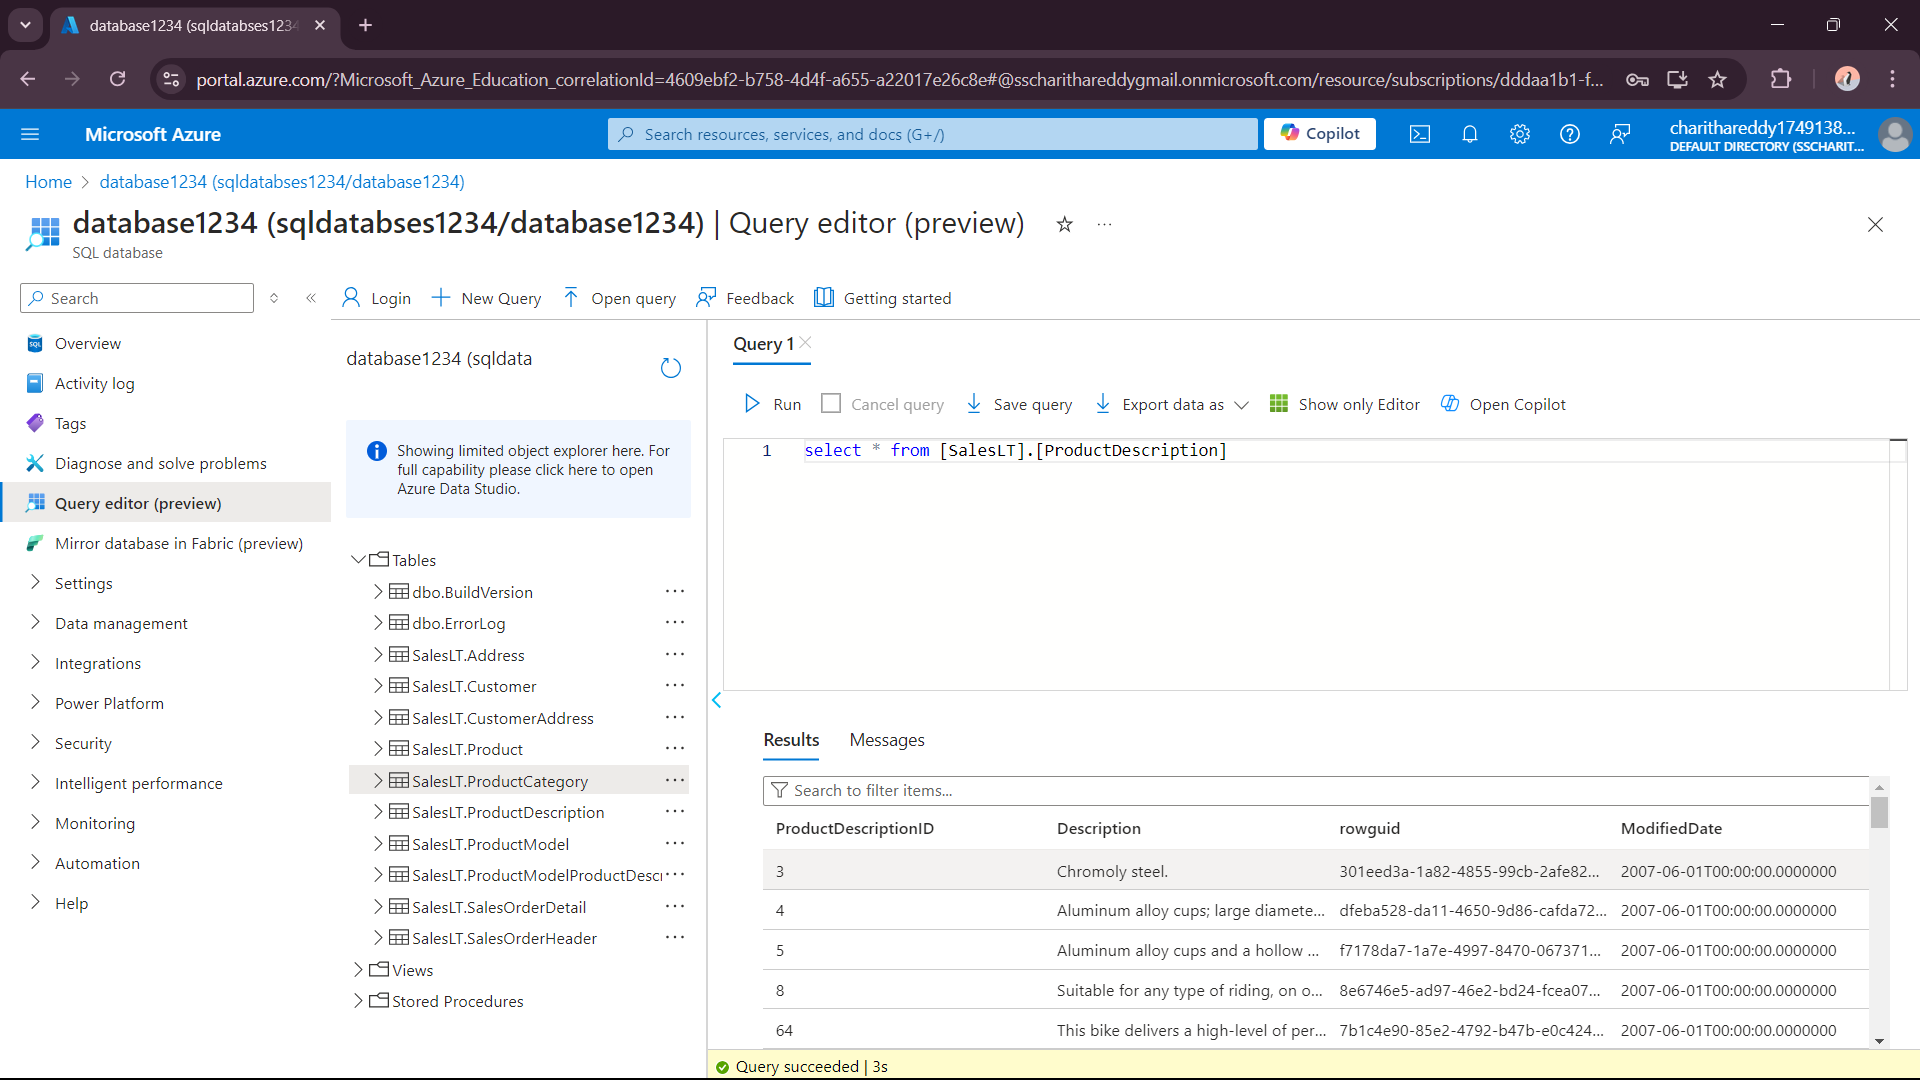 database1234 (sqldatabses1234
portal.azure.com/?Microsoft_Azure_Education_correlationId=4609ebf2-b758-4d4f-a655-a22017e26c8e#@sscharithareddygmail.onmicrosoft.com/resource/subscriptions/dddaa1b1-f...
Microsoft Azure
Search resources, services, and docs (G+/)
Copilot
charithareddy1749138...
DEFAULT DIRECTORY (SSCHARIT...
Home > database1234 (sqldatabses1234/database1234)
database1234 (sqldatabses1234/database1234) | Query editor (preview)
SQL database
Search
Login
New Query
Open query
Feedback
Getting started
Overview
Activity log
Tags
Diagnose and solve problems
Query editor (preview)
Mirror database in Fabric (preview)
Settings
Data management
Integrations
Power Platform
Security
Intelligent performance
Monitoring
Automation
Help
database1234 (sqldata
Showing limited object explorer here. For
full capability please click here to open
Azure Data Studio.
Tables
dbo.BuildVersion
dbo.ErrorLog
SalesLT.Address
SalesLT.Customer
SalesLT.CustomerAddress
SalesLT.Product
SalesLT.ProductCategory
SalesLT.ProductDescription
SalesLT.ProductModel
SalesLT.ProductModelProductDescr
SalesLT.SalesOrderDetail
SalesLT.SalesOrderHeader
Views
Stored Procedures
Query 1
Run
Cancel query
Save query
Export data as
Show only Editor
Open Copilot
1 select * from [SalesLT].[ProductDescription]
Results Messages
Search to filter items...
ProductDescriptionID Description rowguid ModifiedDate
3 Chromoly steel. 301eed3a-1a82-4855-99cb-2afe82... 2007-06-01T00:00:00.0000000
4 Aluminum alloy cups; large diamete... dfeba528-da11-4650-9d86-cafda72... 2007-06-01T00:00:00.0000000
5 Aluminum alloy cups and a hollow ... f7178da7-1a7e-4997-8470-067371... 2007-06-01T00:00:00.0000000
8 Suitable for any type of riding, on o... 8e6746e5-ad97-46e2-bd24-fcea07... 2007-06-01T00:00:00.0000000
64 This bike delivers a high-level of per... 7b1c4e90-85e2-4792-b47b-e0c424... 2007-06-01T00:00:00.0000000
Query succeeded | 3s